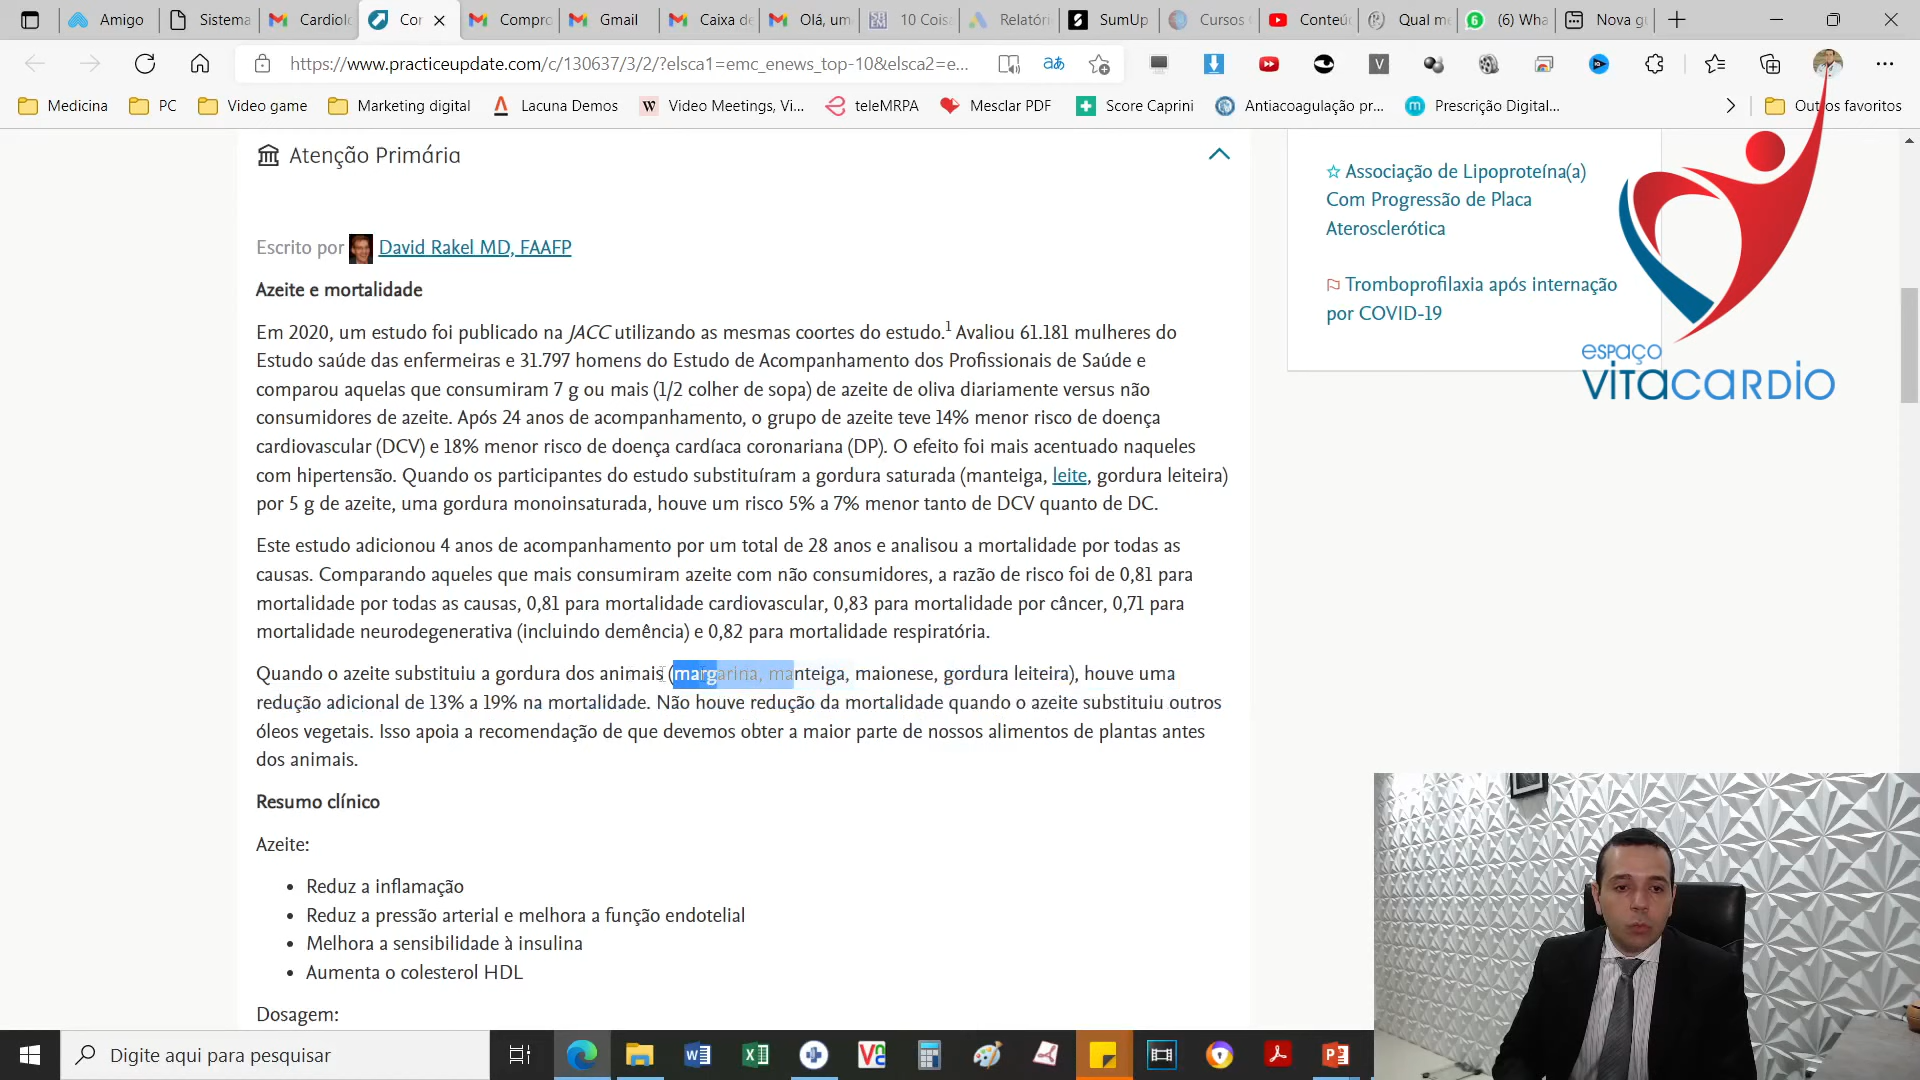 Amigo
Sistema
Cardiolo
Cor
Compro
Gmail
Caixa de
Olá, um
10 Coisa
Relatóri
SumUp
Cursos
Conteú
Qual me
(6) Wha
Nova gu
https://www.practiceupdate.com/c/130637/3/2/?elsca1=emc_enews_top-10&elsca2=e...
Medicina
PC
Video game
Marketing digital
Lacuna Demos
Video Meetings, Vi...
teleMRPA
Mesclar PDF
Score Caprini
Antiacoagulação pr...
Prescrição Digital...
Outros favoritos
Atenção Primária
Escrito por David Rakel MD, FAAFP
Azeite e mortalidade
Em 2020, um estudo foi publicado na JACC utilizando as mesmas coortes do estudo.1 Avaliou 61.181 mulheres do
Estudo saúde das enfermeiras e 31.797 homens do Estudo de Acompanhamento dos Profissionais de Saúde e
comparou aquelas que consumiram 7 g ou mais (1/2 colher de sopa) de azeite de oliva diariamente versus não
consumidores de azeite. Após 24 anos de acompanhamento, o grupo de azeite teve 14% menor risco de doença
cardiovascular (DCV) e 18% menor risco de doença cardíaca coronariana (DP). O efeito foi mais acentuado naqueles
com hipertensão. Quando os participantes do estudo substituíram a gordura saturada (manteiga, leite, gordura leiteira)
por 5 g de azeite, uma gordura monoinsaturada, houve um risco 5% a 7% menor tanto de DCV quanto de DC.
Este estudo adicionou 4 anos de acompanhamento por um total de 28 anos e analisou a mortalidade por todas as
causas. Comparando aqueles que mais consumiram azeite com não consumidores, a razão de risco foi de 0,81 para
mortalidade por todas as causas, 0,81 para mortalidade cardiovascular, 0,83 para mortalidade por câncer, 0,71 para
mortalidade neurodegenerativa (incluindo demência) e 0,82 para mortalidade respiratória.
Quando o azeite substituiu a gordura dos animais (margarina, manteiga, maionese, gordura leiteira), houve uma
redução adicional de 13% a 19% na mortalidade. Não houve redução da mortalidade quando o azeite substituiu outros
óleos vegetais. Isso apoia a recomendação de que devemos obter a maior parte de nossos alimentos de plantas antes
dos animais.
Resumo clínico
Azeite:
• Reduz a inflamação
• Reduz a pressão arterial e melhora a função endotelial
• Melhora a sensibilidade à insulina
• Aumenta o colesterol HDL
Dosagem:
Associação de Lipoproteína(a)
Com Progressão de Placa
Aterosclerótica
Tromboprofilaxia após internação
por COVID-19
espaço
vitacardio
Digite aqui para pesquisar